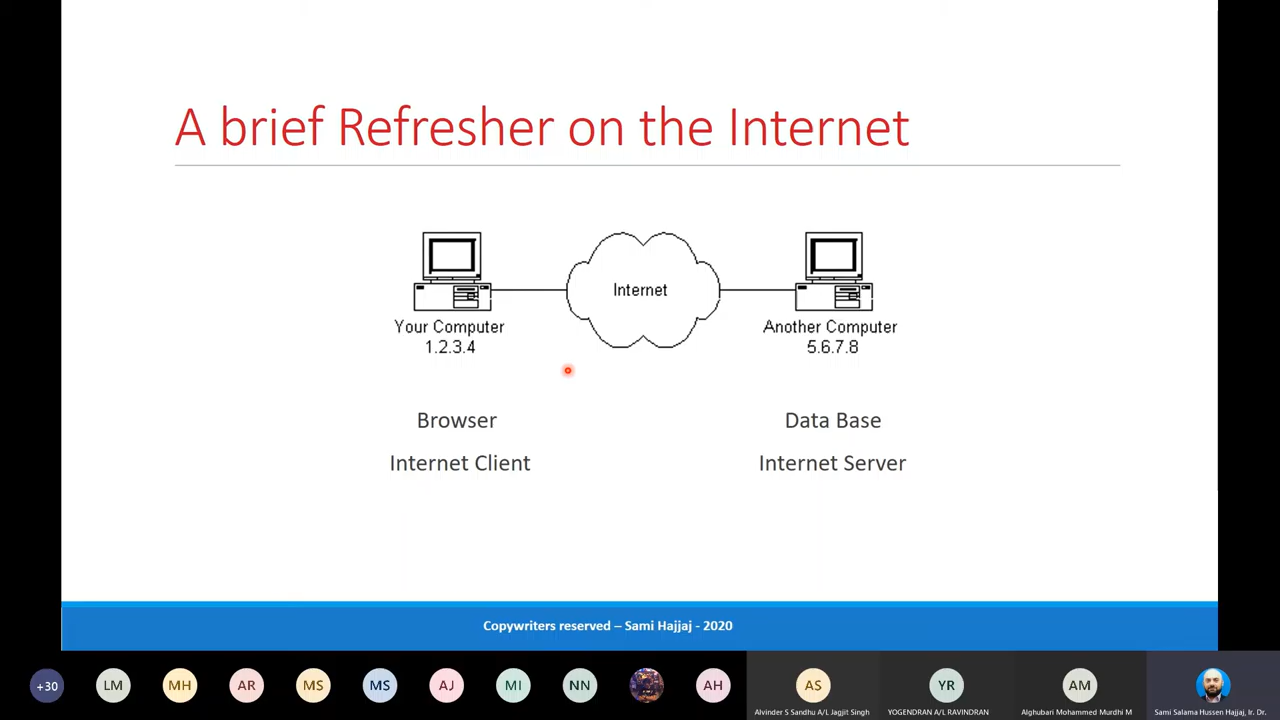 A brief Refresher on the Internet
Internet
Your Computer
1.2.3.4
Another Computer
5.6.7.8
Browser
Data Base
Internet Client
Internet Server
Copywriters reserved – Sami Hajjaj - 2020
+30
LM
MH
AR
MS
MS
AJ
MI
NN
AH
AS
YR
AM
Alvinder S Sandhu A/L Jagjit Singh
YOGENDRAN A/L RAVINDRAN
Alghubari Mohammed Murdhi M
Sami Salama Hussen Hajjaj, Ir. Dr.